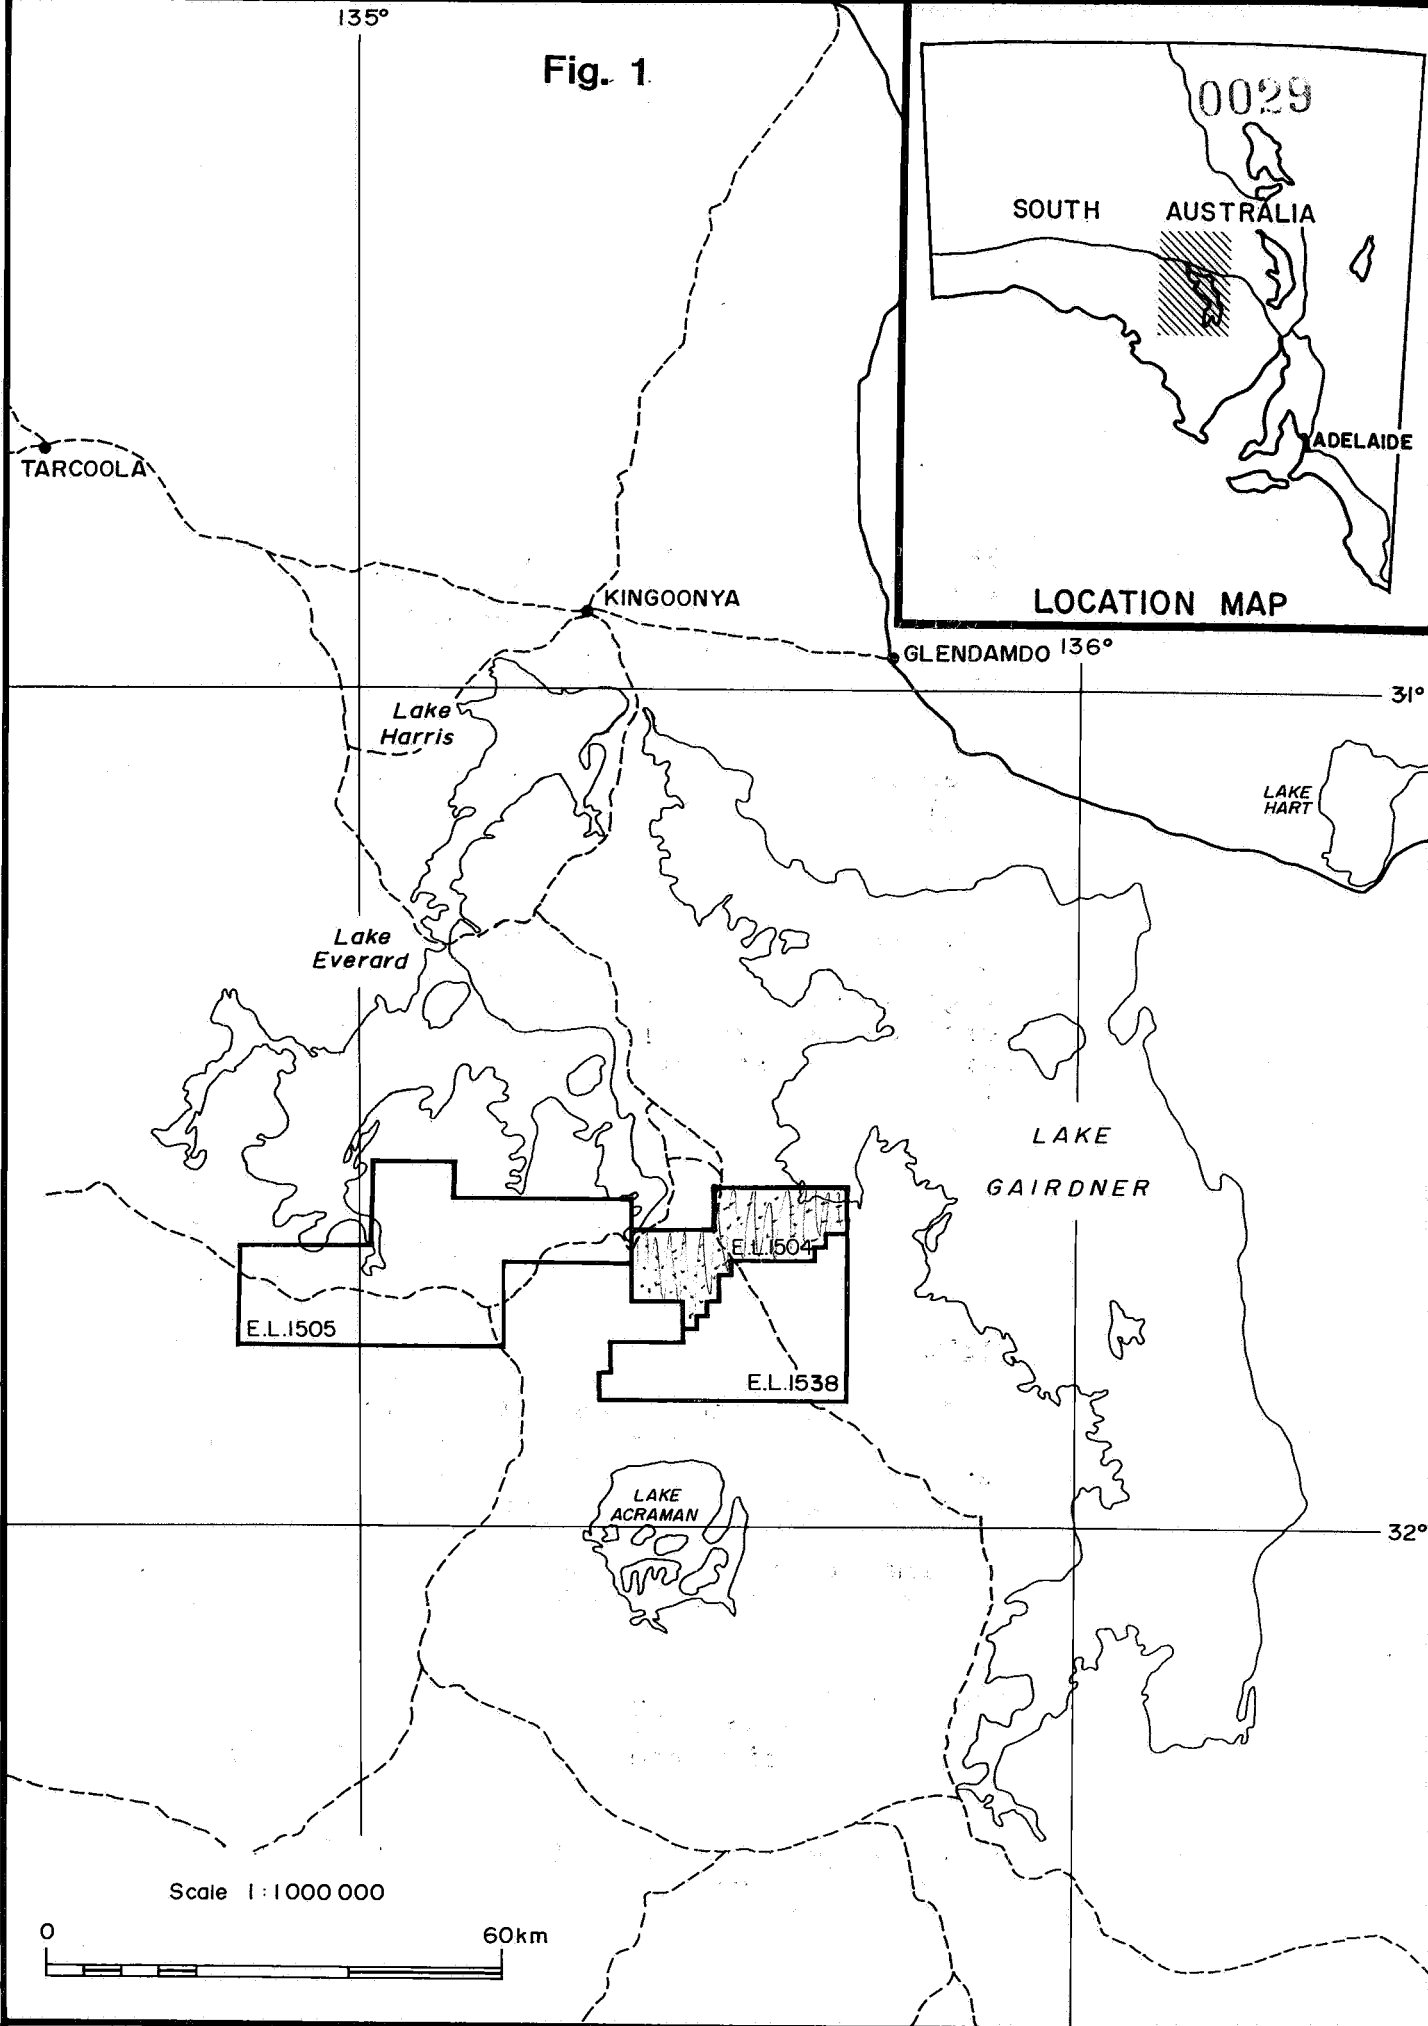 135°
Fig. 1
0029
SOUTH AUSTRALIA
ADELAIDE
LOCATION MAP
TARCOOLA
KINGOONYA
GLENDAMDO
136°
31°
Lake
Harris
LAKE
HART
Lake
Everard
LAKE
GAIRDNER
E.L.1504
E.L.1505
E.L.1538
LAKE
ACRAMAN
32°
Scale 1:1000 000
0
60km